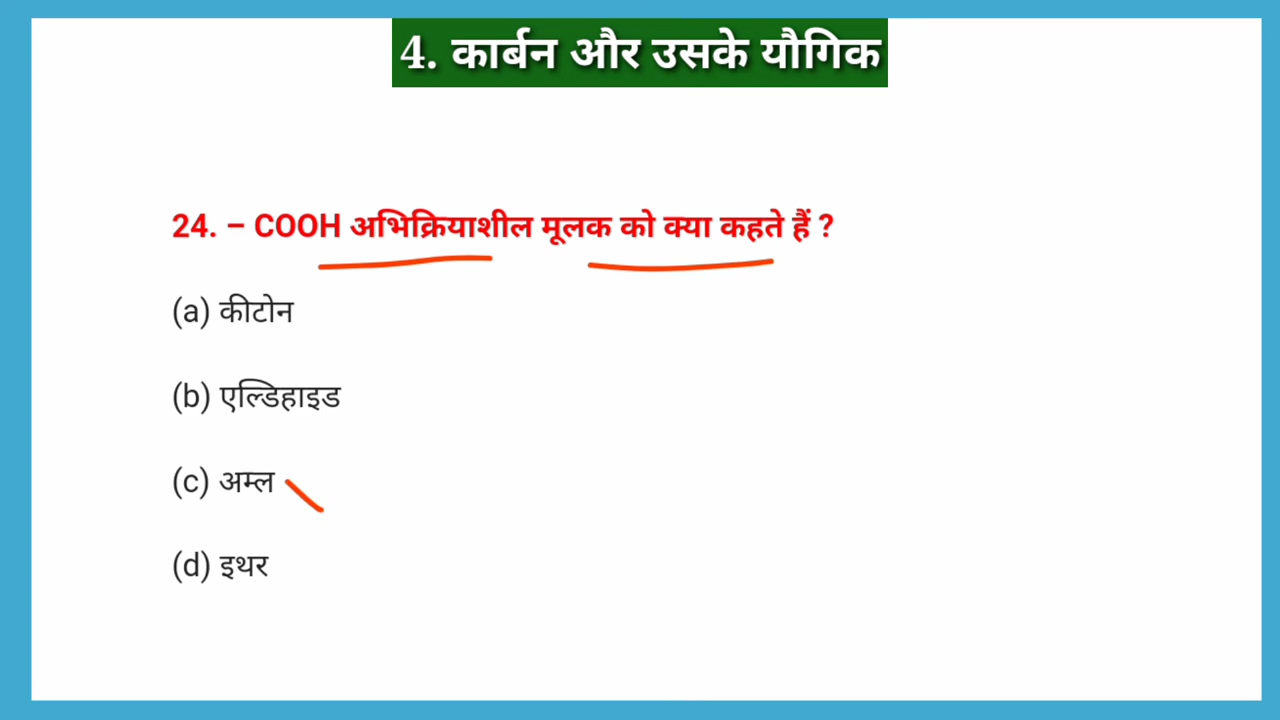 4. कार्बन और उसके यौगिक
24. – COOH अभिक्रियाशील मूलक को क्या कहते हैं ?
(a) कीटोन
(b) एल्डिहाइड
(c) अम्ल
(d) इथर